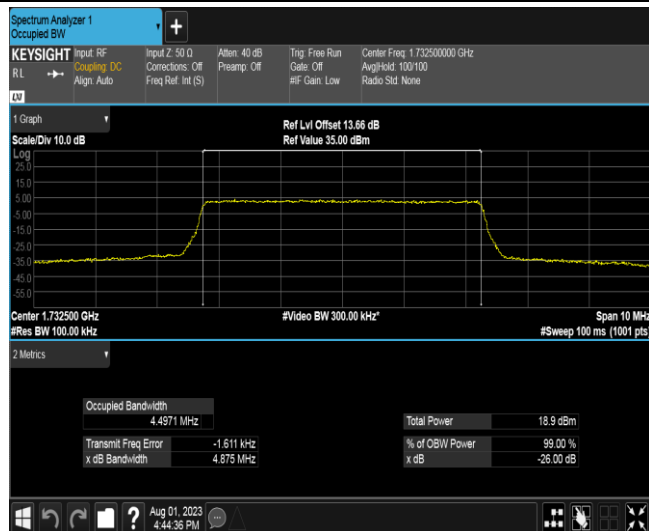 Spectrum Analyzer 1
Occupied BW
+
KEYSIGHT Input: RF Input Z: 50 Ω Atten: 40 dB Trig: Free Run Center Freq: 1.732500000 GHz
RL Coupling: DC Corrections: Off Preamp: Off Gate: Off Avg|Hold: 100/100
Align: Auto Freq Ref: Int (S) #IF Gain: Low Radio Std: None
LXI
1 Graph
Ref Lvl Offset 13.66 dB
Scale/Div 10.0 dB Ref Value 35.00 dBm
Log
25.0
15.0
5.00
-5.00
-15.0
-25.0
-35.0
-45.0
-55.0
Center 1.732500 GHz #Video BW 300.00 kHz* Span 10 MHz
#Res BW 100.00 kHz #Sweep 100 ms (1001 pts)
2 Metrics
Occupied Bandwidth
4.4971 MHz Total Power 18.9 dBm
Transmit Freq Error -1.611 kHz % of OBW Power 99.00 %
x dB Bandwidth 4.875 MHz x dB -26.00 dB
? Aug 01, 2023
4:44:36 PM